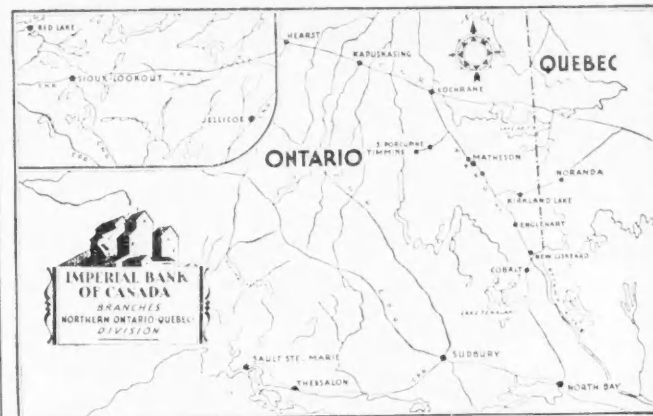 RED LAKE
HEARST
SIOUX LOOKOUT
C.N.R.
KAPUSKASING
QUEBEC
COCHRANE
JELLICOE
ONTARIO
S. PORCUPINE
TIMMINS
MATHESON
NORANDA
KIRKLAND LAKE
ENGLEHART
NEW LISKEARD
COBALT
IMPERIAL BANK
OF CANADA
BRANCHES
NORTHERN ONTARIO-QUEBEC
DIVISION
SAULT STE. MARIE
SUDBURY
C.P.R.
THESSALON
NORTH BAY